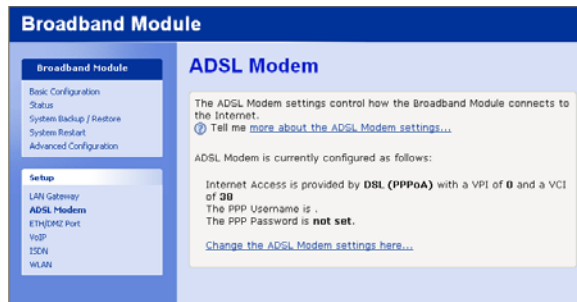 Broadband Module
Broadband Module
Basic Configuration
Status
System Backup / Restore
System Restart
Advanced Configuration
Setup
LAN Gateway
ADSL Modem
ETH/DMZ Port
VoIP
ISDN
WLAN
ADSL Modem
The ADSL Modem settings control how the Broadband Module connects to
the Internet.
? Tell me more about the ADSL Modem settings...
ADSL Modem is currently configured as follows:
Internet Access is provided by DSL (PPPoA) with a VPI of 0 and a VCI
of 38
The PPP Username is .
The PPP Password is not set.
Change the ADSL Modem settings here...